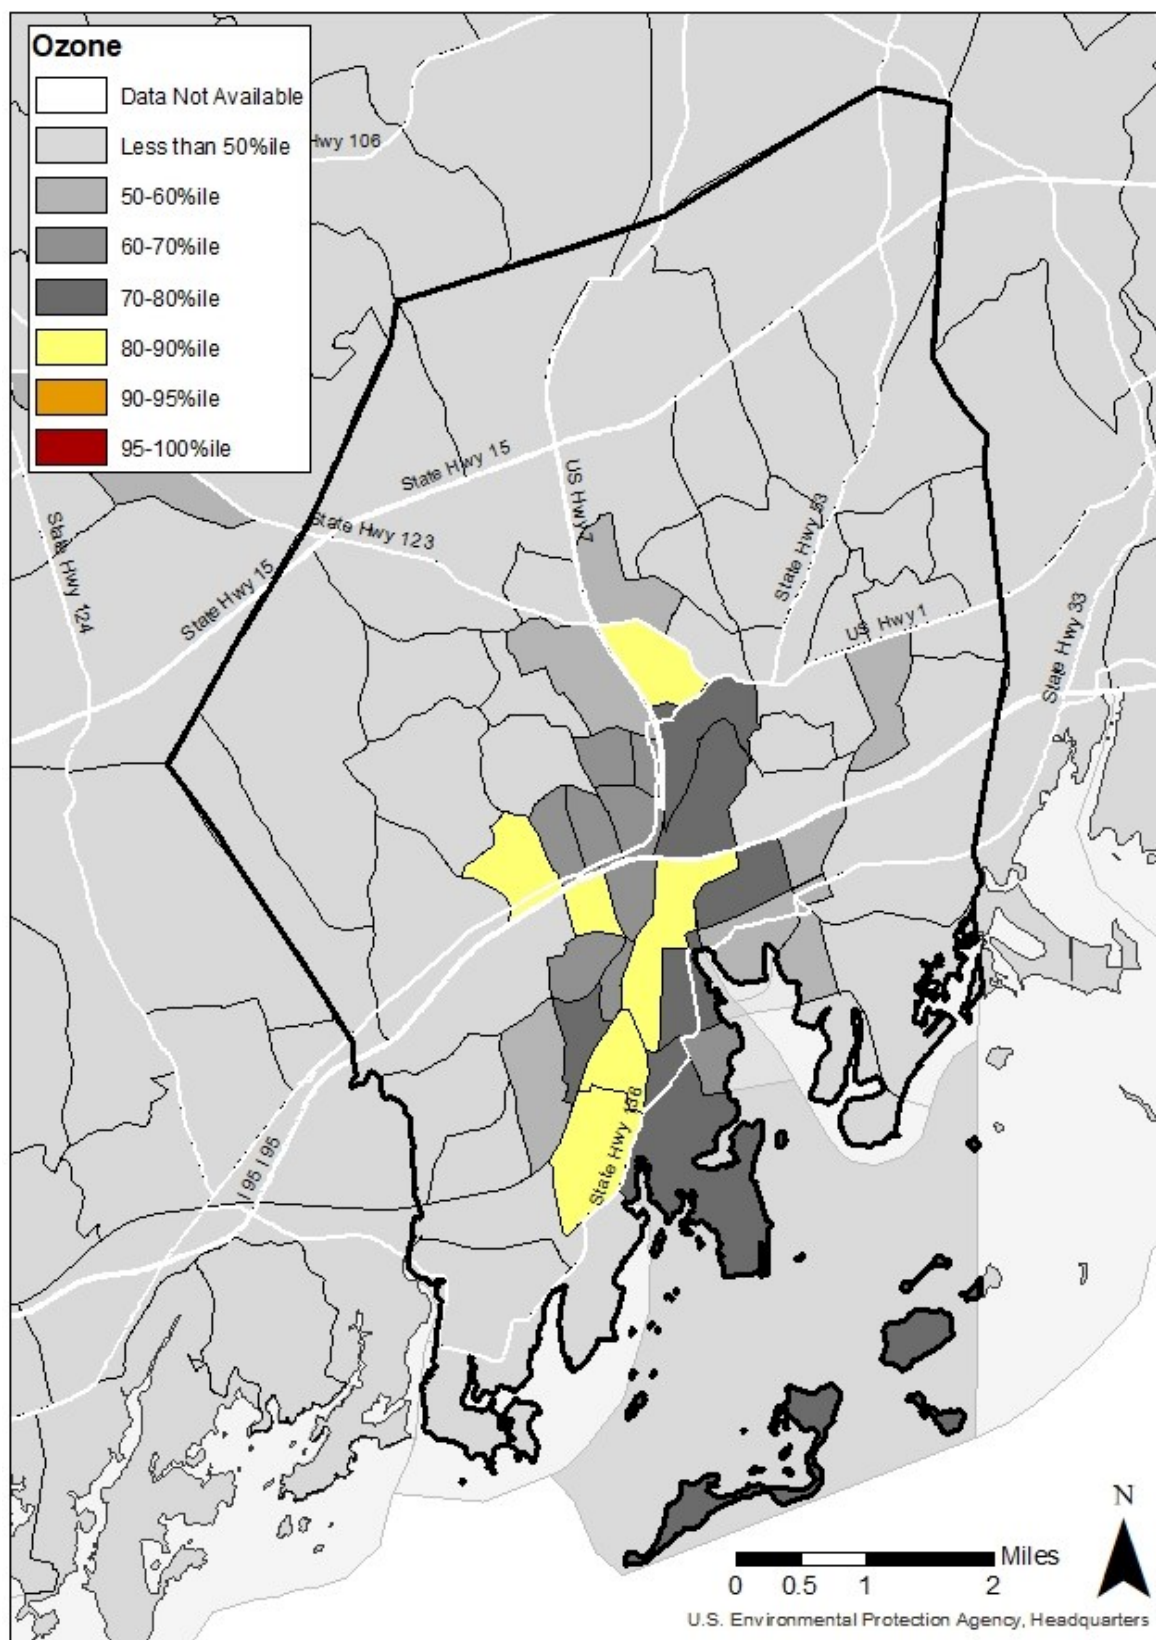 Ozone
Data Not Available
Less than 50%ile
50-60%ile
60-70%ile
70-80%ile
80-90%ile
90-95%ile
95-100%ile
Hwy 106
State Hwy 15
US Hwy 7
State Hwy 123
State Hwy 53
State Hwy 124
State Hwy 15
US Hwy 1
State Hwy 33
State Hwy 136
I 95 I 95
N
Miles
0 0.5 1 2
U.S. Environmental Protection Agency, Headquarters